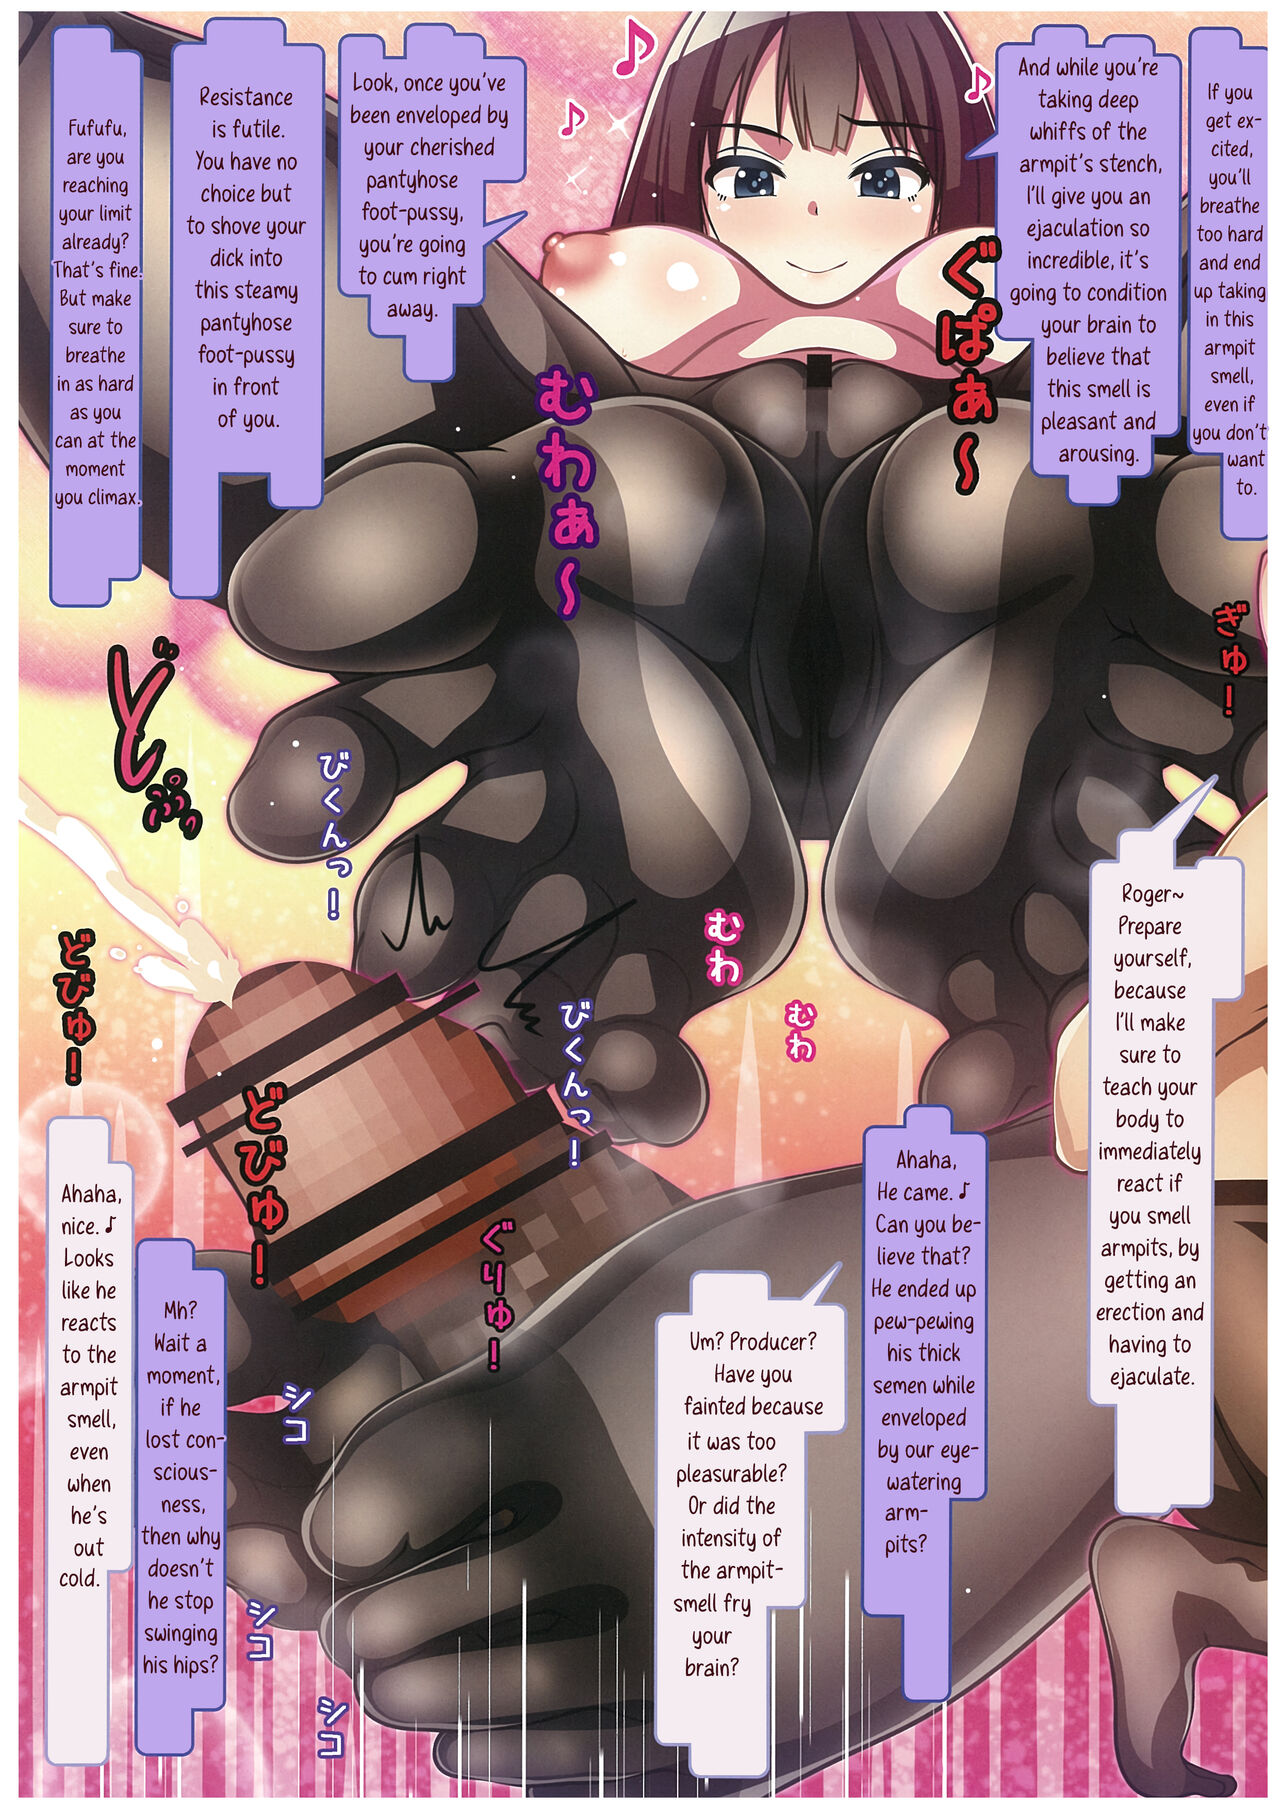 If you
get ex-
cited,
you'll
breathe
too hard
and end
up taking
in this
armpit
smell,
even if
you don't
want
to.
And while you're
taking deep
whiffs of the
armpit's stench,
I'll give you an
ejaculation so
incredible, it's
going to condition
your brain to
believe that
this smell is
pleasant and
arousing.
Look, once you've
been enveloped by
your cherished
pantyhose
foot-pussy,
you're going
to cum right
away.
Resistance
is futile.
You have no
choice but
to shove your
dick into
this steamy
pantyhose
foot-pussy
in front
of you.
Fufufu,
are you
reaching
your limit
already?
That's fine.
But make
sure to
breathe
in as hard
as you
can at the
moment
you climax.
ぐぱぁ～
むわぁ～
ぎゅ！
どぷっ
びくんっ！
むわ
むわ
びくんっ！
どびゅ！
どびゅ！
ぐりゅ！
Roger~
Prepare
yourself,
because
I'll make
sure to
teach your
body to
immediately
react if
you smell
armpits, by
getting an
erection and
having to
ejaculate.
Ahaha,
He came.♪
Can you be-
lieve that?
He ended up
pew-pewing
his thick
semen while
enveloped
by our eye-
watering
arm-
pits?
Um? Producer?
Have you
fainted because
it was too
pleasurable?
Or did the
intensity of
the armpit-
smell fry
your
brain?
Mh?
Wait a
moment,
if he
lost con-
scious-
ness,
then why
doesn't
he stop
swinging
his hips?
Ahaha,
nice.♪
Looks
like he
reacts
to the
armpit
smell,
even
when
he's
out
cold.
シコ
シコ
シコ